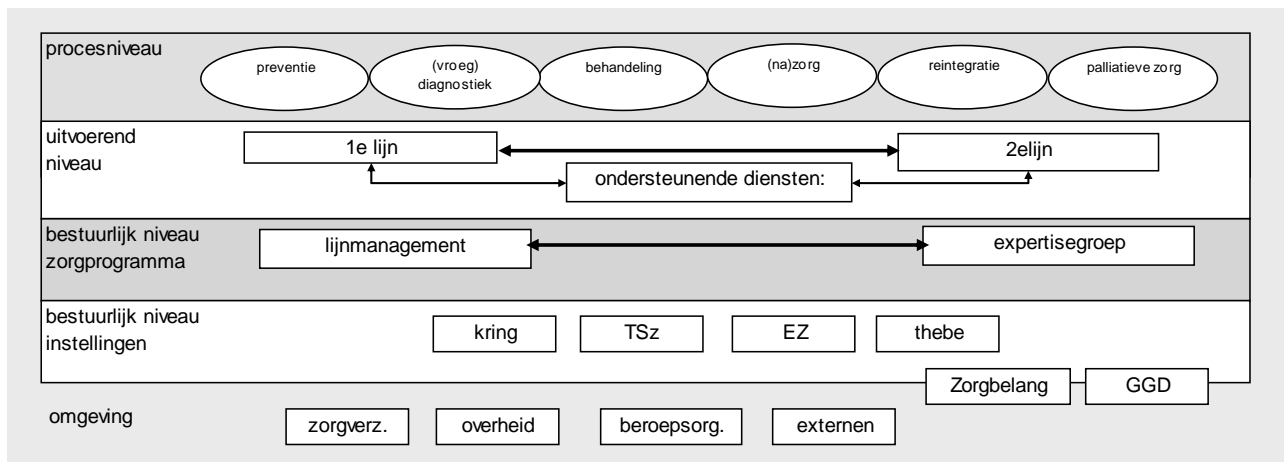 procesniveau
preventie
(vroeg)
diagnostiek
behandeling
(na)zorg
reintegratie
palliatieve zorg
uitvoerend
niveau
1e lijn
2elijn
ondersteunende diensten:
bestuurlijk niveau
zorgprogramma
lijnmanagement
expertisegroep
bestuurlijk niveau
instellingen
kring
TSz
EZ
thebe
Zorgbelang
GGD
omgeving
zorgverz.
overheid
beroepsorg.
externen